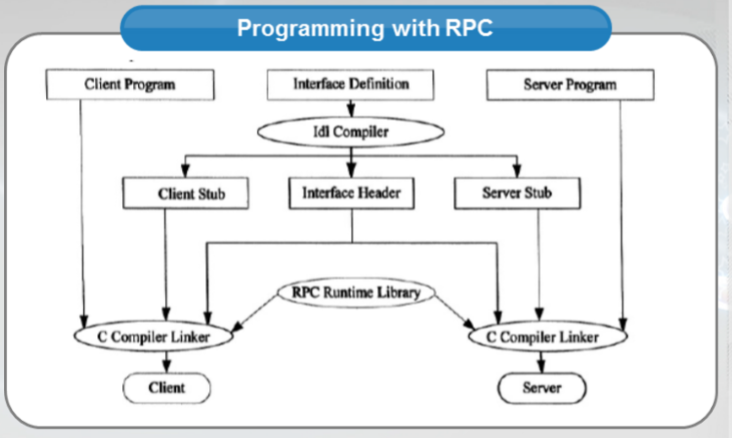 Programming with RPC
Client Program
Interface Definition
Server Program
Idl Compiler
Client Stub
Interface Header
Server Stub
RPC Runtime Library
C Compiler Linker
C Compiler Linker
Client
Server